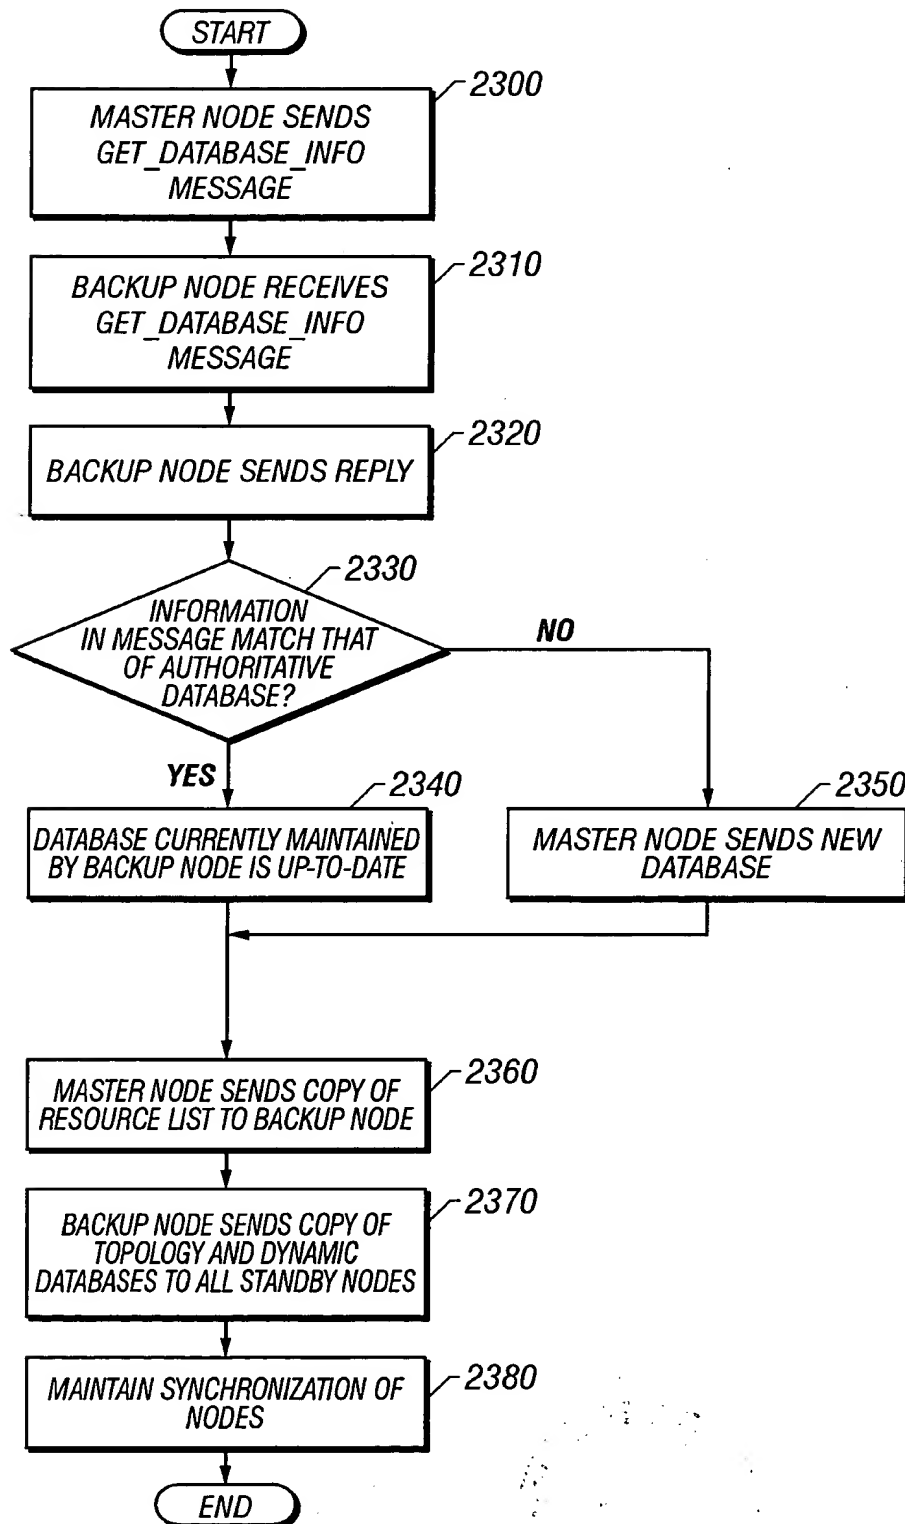 START
2300
MASTER NODE SENDS
GET_DATABASE_INFO
MESSAGE
2310
BACKUP NODE RECEIVES
GET_DATABASE_INFO
MESSAGE
2320
BACKUP NODE SENDS REPLY
2330
INFORMATION
IN MESSAGE MATCH THAT
OF AUTHORITATIVE
DATABASE?
NO
YES
2340
DATABASE CURRENTLY MAINTAINED
BY BACKUP NODE IS UP-TO-DATE
2350
MASTER NODE SENDS NEW
DATABASE
2360
MASTER NODE SENDS COPY OF
RESOURCE LIST TO BACKUP NODE
2370
BACKUP NODE SENDS COPY OF
TOPOLOGY AND DYNAMIC
DATABASES TO ALL STANDBY NODES
2380
MAINTAIN SYNCHRONIZATION OF
NODES
END